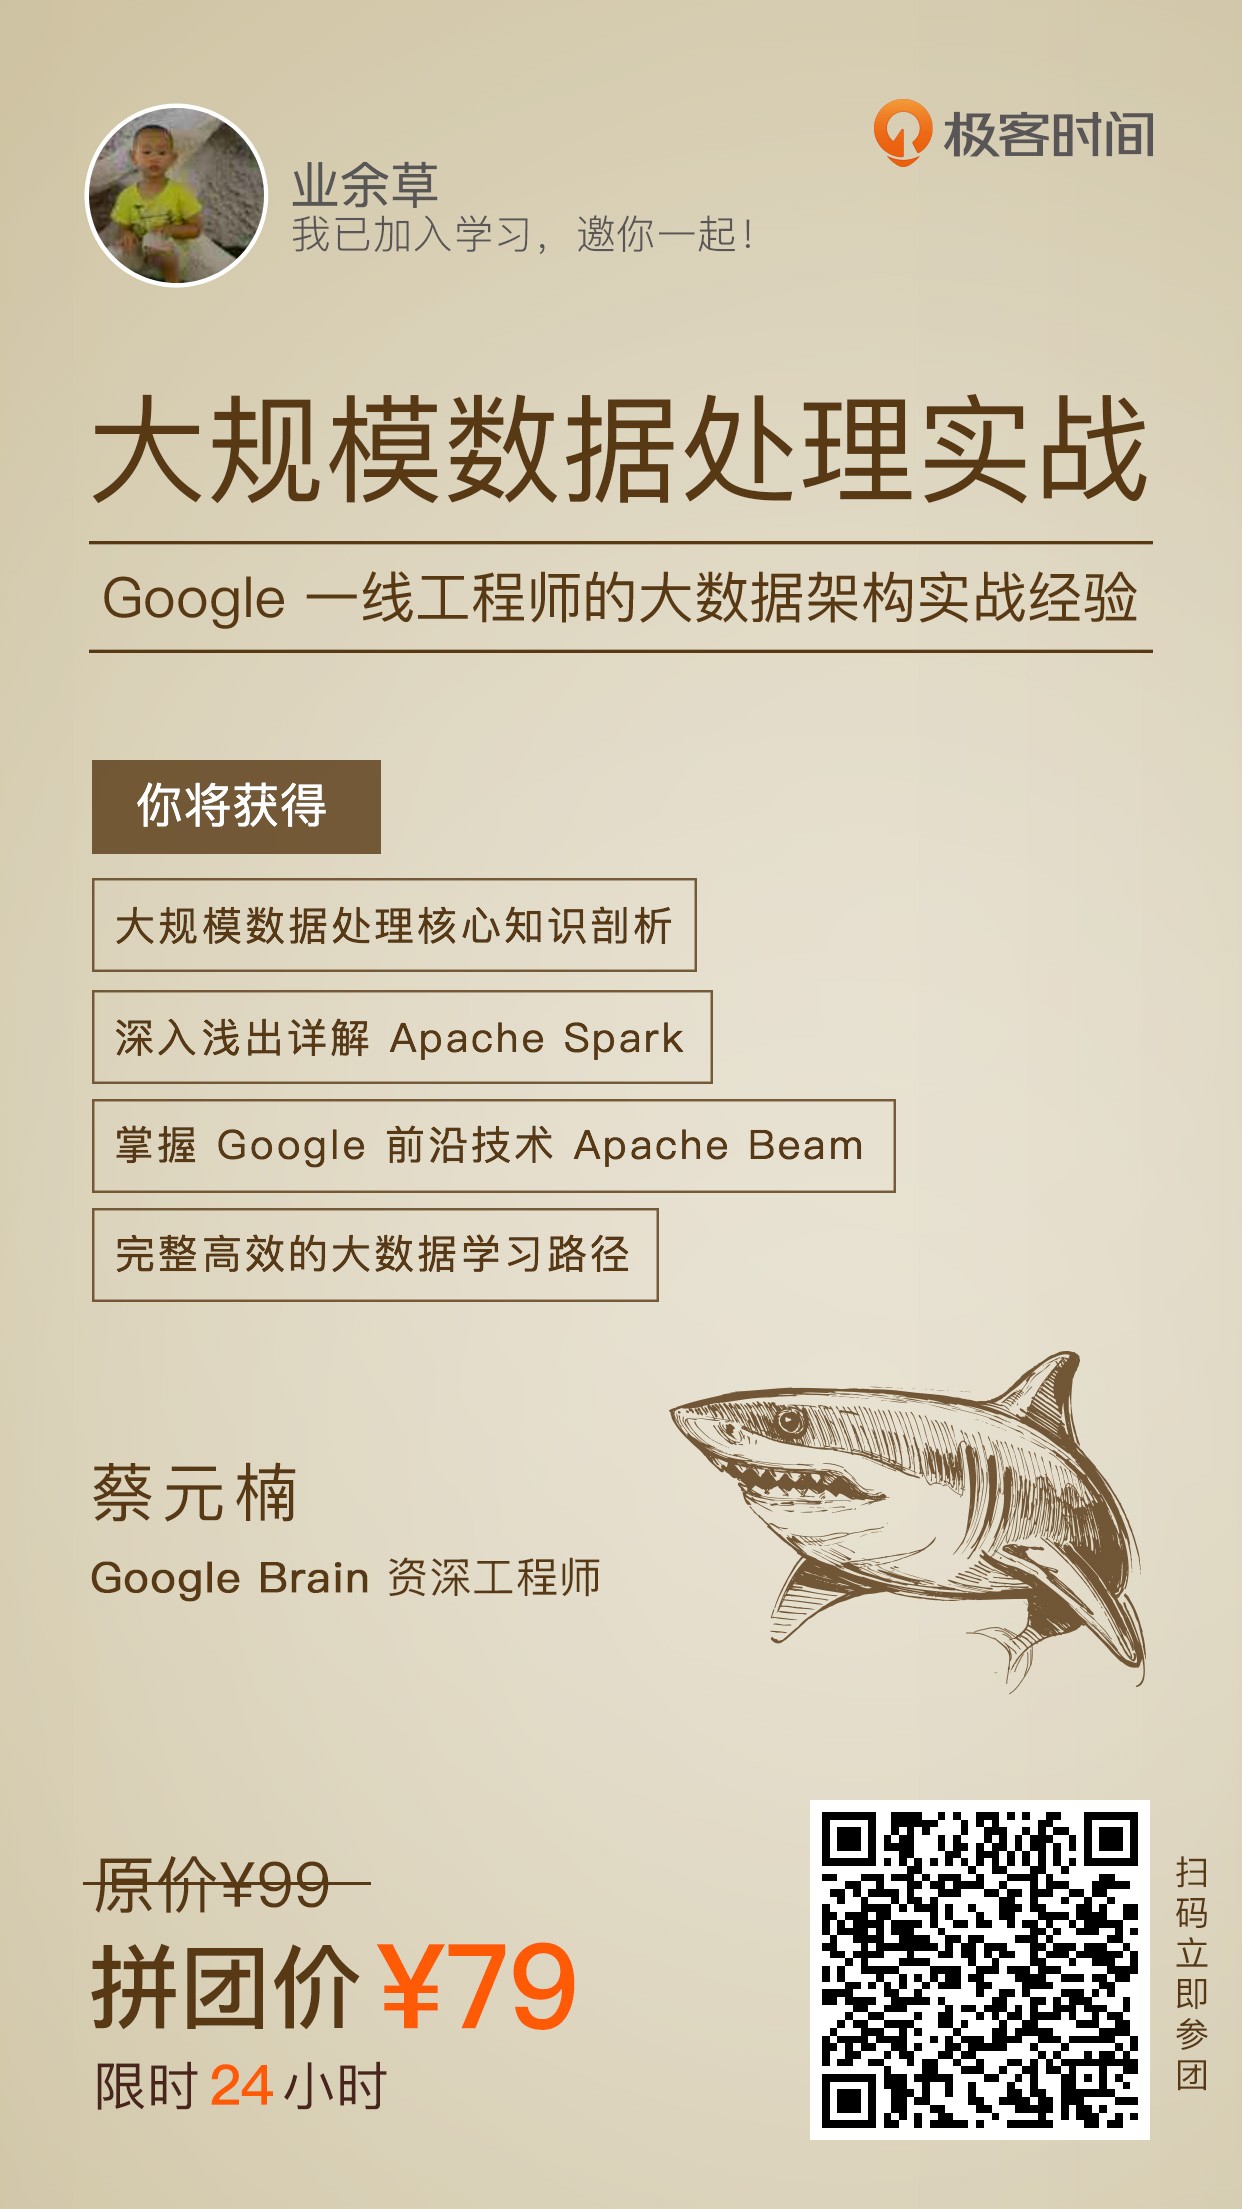 极客时间
业余草
我已加入学习，邀你一起！
大规模数据处理实战
Google 一线工程师的大数据架构实战经验
你将获得
大规模数据处理核心知识剖析
深入浅出详解 Apache Spark
掌握 Google 前沿技术 Apache Beam
完整高效的大数据学习路径
蔡元楠
Google Brain 资深工程师
原价¥99
拼团价¥79
限时24小时
扫码立即参团